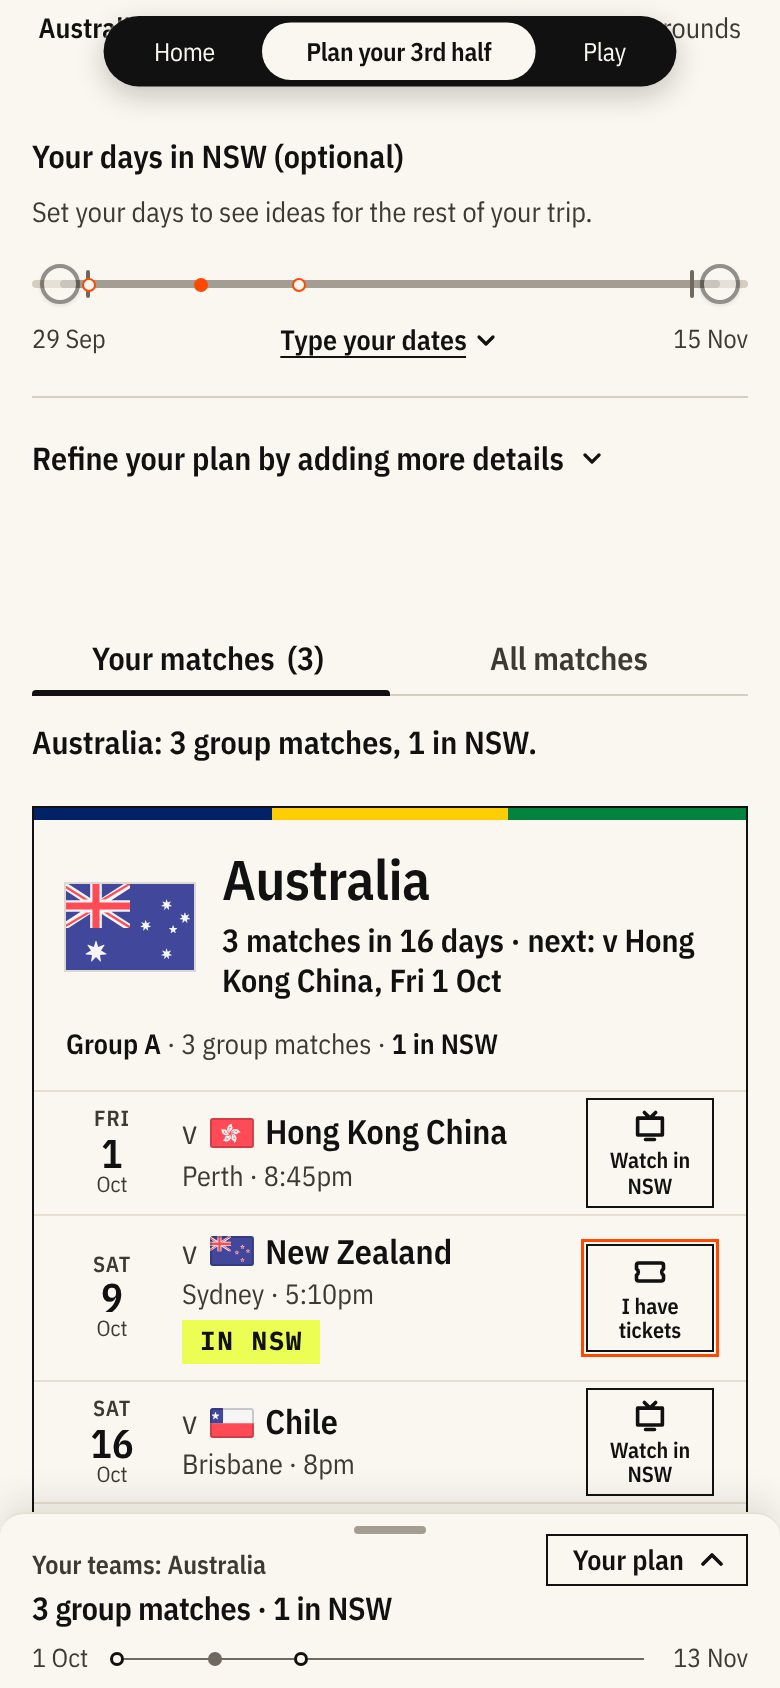 Home
Plan your 3rd half
Play
Your days in NSW (optional)
Set your days to see ideas for the rest of your trip.
29 Sep
Type your dates
15 Nov
Refine your plan by adding more details
Your matches (3)
All matches
Australia: 3 group matches, 1 in NSW.
Australia
3 matches in 16 days · next: v Hong
Kong China, Fri 1 Oct
Group A · 3 group matches · 1 in NSW
FRI
1
Oct
v Hong Kong China
Perth · 8:45pm
Watch in
NSW
SAT
9
Oct
v New Zealand
Sydney · 5:10pm
IN NSW
I have
tickets
SAT
16
Oct
v Chile
Brisbane · 8pm
Watch in
NSW
Your teams: Australia
Your plan
3 group matches · 1 in NSW
1 Oct
13 Nov